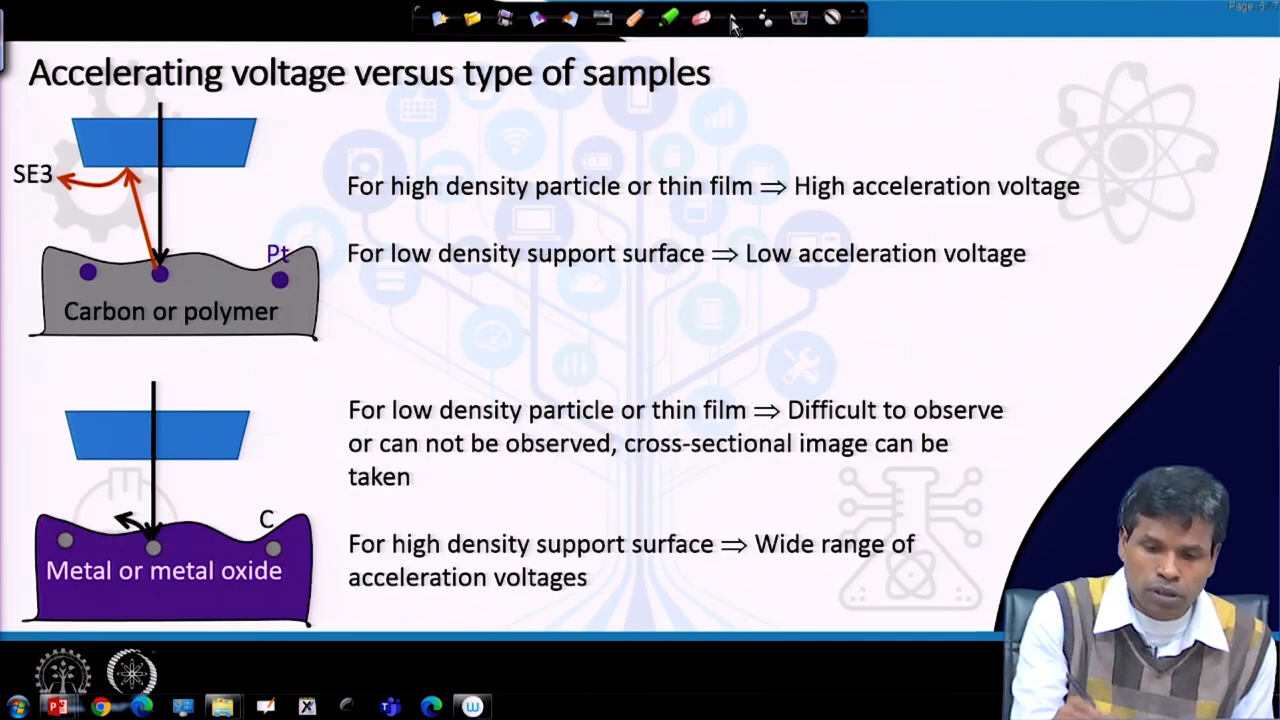 Page: 5/7
Accelerating voltage versus type of samples
SE3
For high density particle or thin film ⇒ High acceleration voltage
Pt
For low density support surface ⇒ Low acceleration voltage
Carbon or polymer
For low density particle or thin film ⇒ Difficult to observe
or can not be observed, cross-sectional image can be
taken
C
For high density support surface ⇒ Wide range of
acceleration voltages
Metal or metal oxide